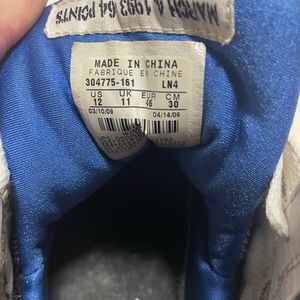 MARCH 4 1993 64 POINTS
MADE IN CHINA
FABRIQUE EN CHINE
304775-161 LN4
US UK EUR CM
12 11 46 30
03/10/09 04/14/09